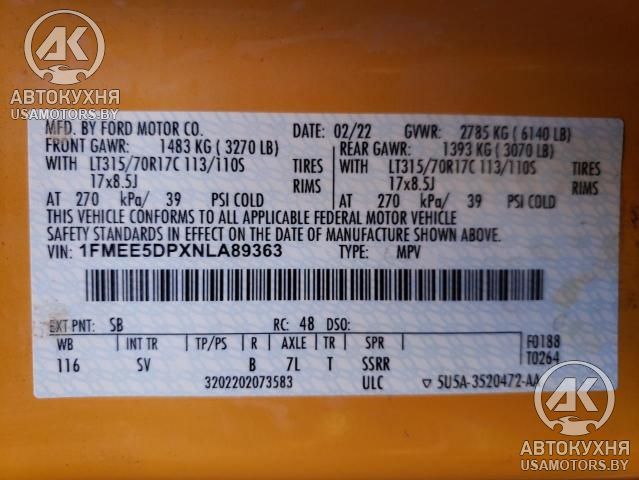 АК
АВТОКУХНЯ
USAMOTORS.BY
MFD. BY FORD MOTOR CO. DATE: 02/22 GVWR: 2785 KG ( 6140 LB)
FRONT GAWR: 1483 KG ( 3270 LB) REAR GAWR: 1393 KG ( 3070 LB)
WITH LT315/70R17C 113/110S TIRES WITH LT315/70R17C 113/110S TIRES
17x8.5J RIMS 17x8.5J RIMS
AT 270 kPa/ 39 PSI COLD AT 270 kPa/ 39 PSI COLD
THIS VEHICLE CONFORMS TO ALL APPLICABLE FEDERAL MOTOR VEHICLE
SAFETY STANDARDS IN EFFECT ON THE DATE OF MANUFACTURE SHOWN ABOVE.
VIN: 1FMEE5DPXNLA89363 TYPE: MPV
EXT PNT: SB RC: 48 DSO:
WB INT TR TP/PS R AXLE TR SPR F0188
116 SV B 7L T SSRR T0264
3202202073583 ULC ▽ 5U5A-3520472-AA
АК
АВТОКУХНЯ
USAMOTORS.BY